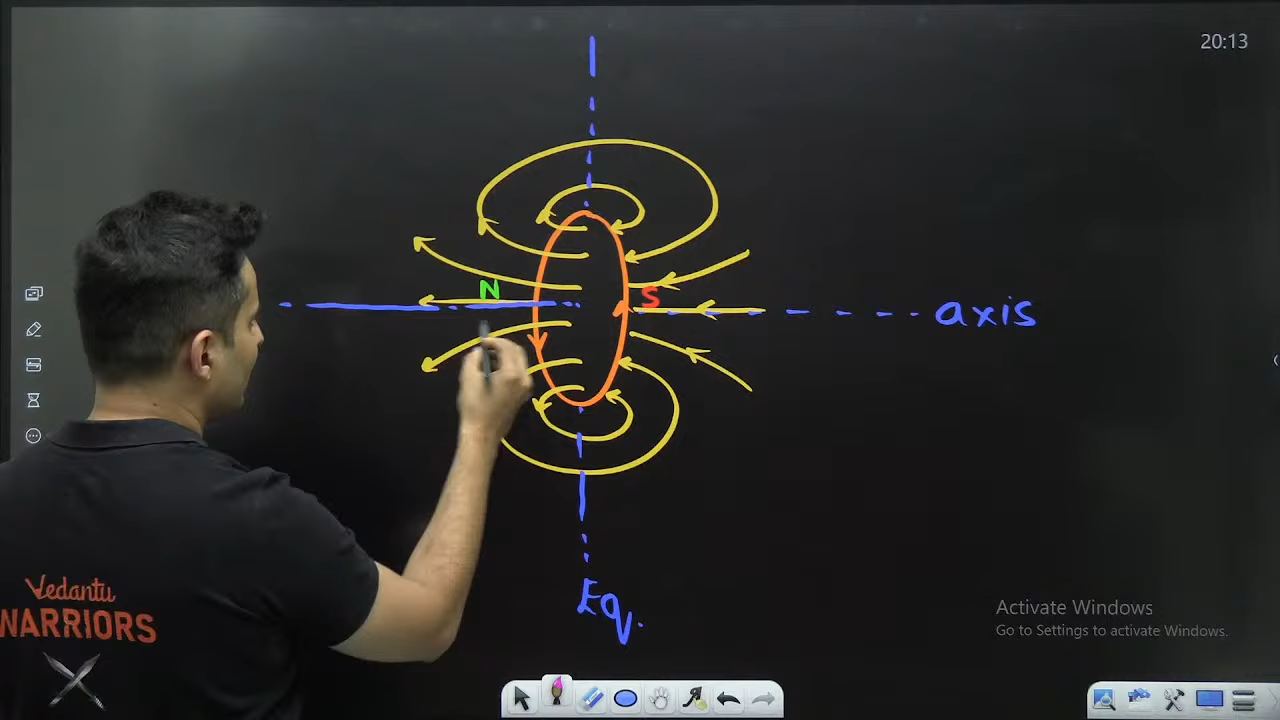 20:13
N
S
axis
Eq.
Vedantu
WARRIORS
Activate Windows
Go to Settings to activate Windows.